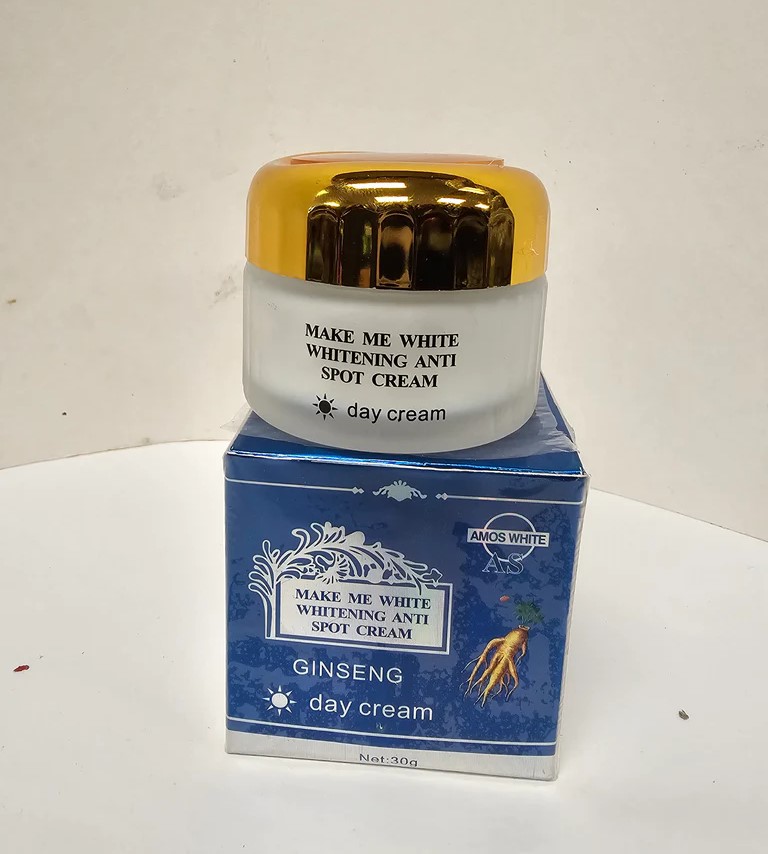 MAKE ME WHITE
WHITENING ANTI
SPOT CREAM
day cream
AMOS WHITE
AS
MAKE ME WHITE
WHITENING ANTI
SPOT CREAM
GINSENG
day cream
Net:30g